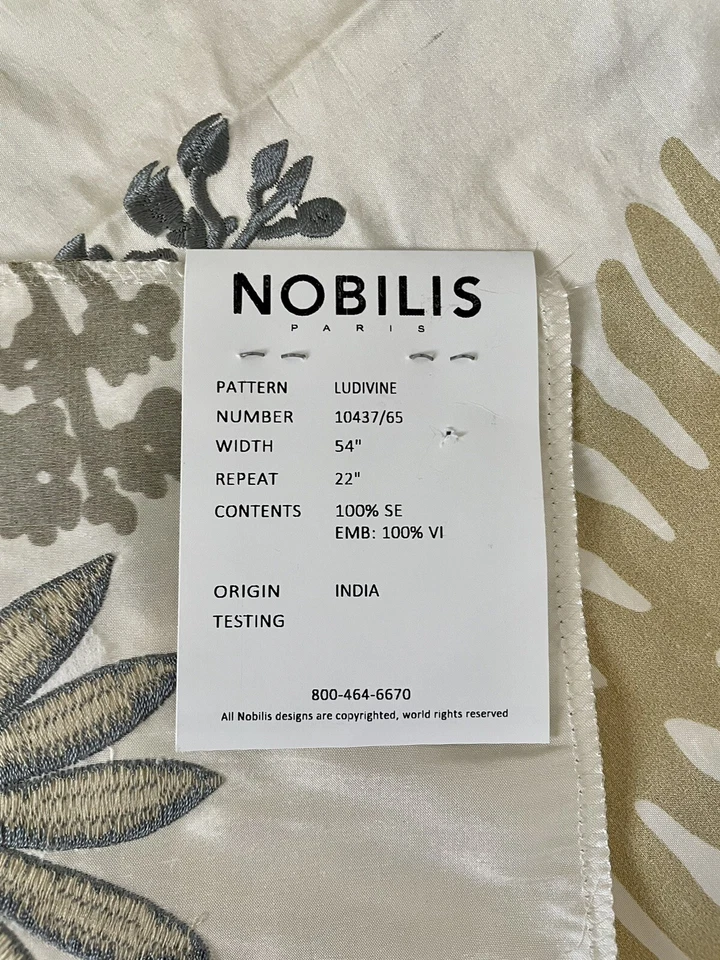 NOBILIS
PARIS
PATTERN LUDIVINE
NUMBER 10437/65
WIDTH 54"
REPEAT 22"
CONTENTS 100% SE
EMB: 100% VI
ORIGIN INDIA
TESTING
800-464-6670
All Nobilis designs are copyrighted, world rights reserved